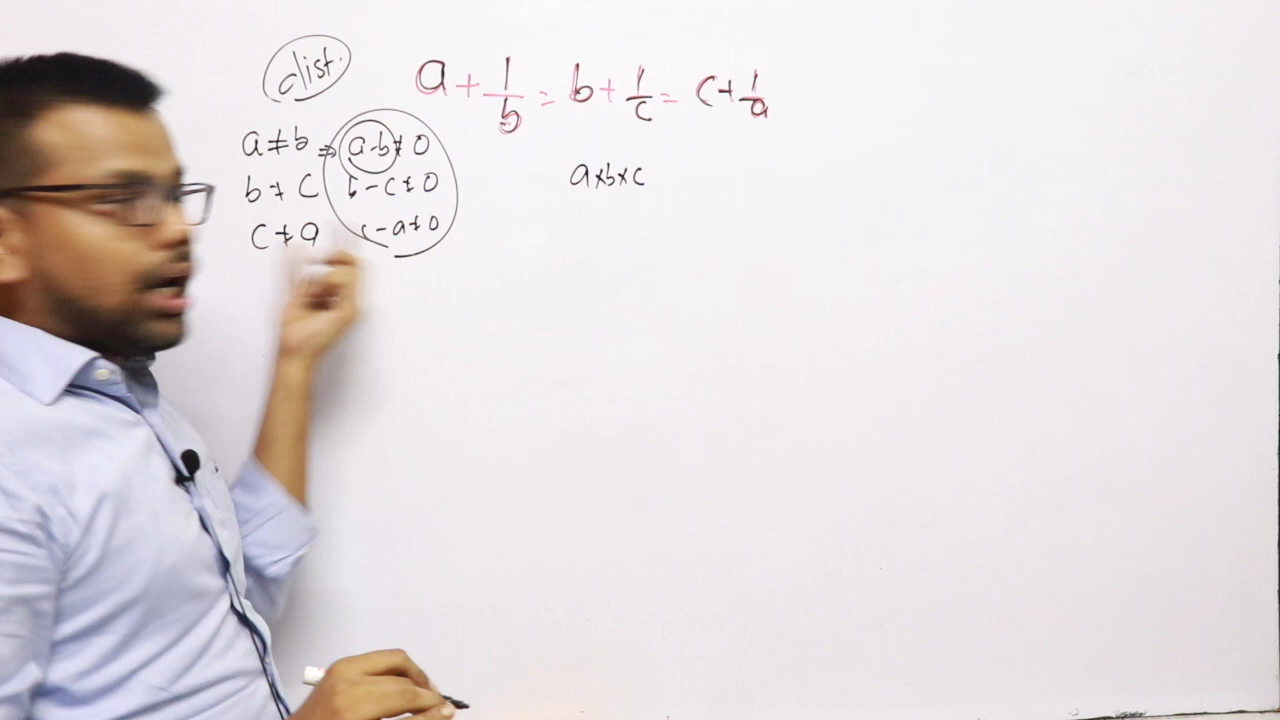 dist.
a + 1/b = b + 1/c = c + 1/a
a ≠ b ⇒ a-b ≠ 0
b ≠ c b-c ≠ 0
c ≠ a c-a ≠ 0
a×b×c